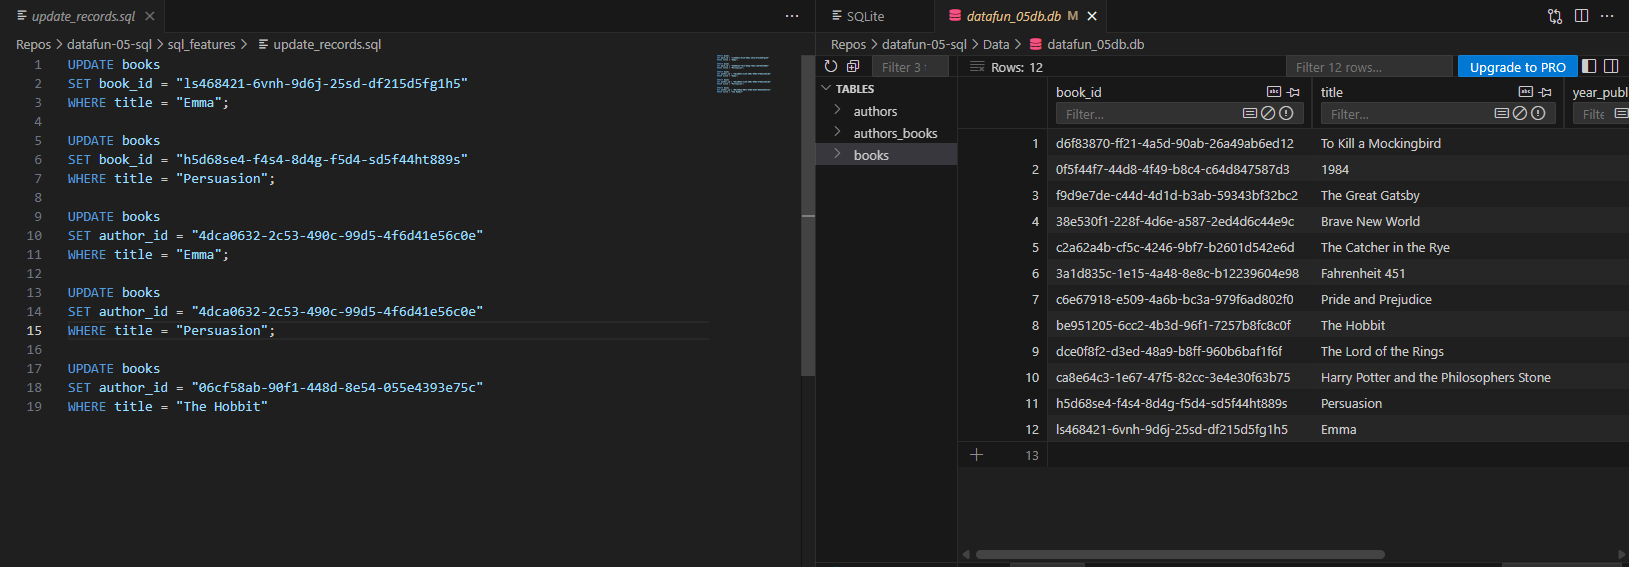 update_records.sql
Repos > datafun-05-sql > sql_features > update_records.sql
1 UPDATE books
2 SET book_id = "ls468421-6vnh-9d6j-25sd-df215d5fg1h5"
3 WHERE title = "Emma";
4
5 UPDATE books
6 SET book_id = "h5d68se4-f4s4-8d4g-f5d4-sd5f44ht889s"
7 WHERE title = "Persuasion";
8
9 UPDATE books
10 SET author_id = "4dca0632-2c53-490c-99d5-4f6d41e56c0e"
11 WHERE title = "Emma";
12
13 UPDATE books
14 SET author_id = "4dca0632-2c53-490c-99d5-4f6d41e56c0e"
15 WHERE title = "Persuasion";
16
17 UPDATE books
18 SET author_id = "06cf58ab-90f1-448d-8e54-055e4393e75c"
19 WHERE title = "The Hobbit"
SQLite datafun_05db.db M
Repos > datafun-05-sql > Data > datafun_05db.db
Filter 3 Rows: 12 Filter 12 rows... Upgrade to PRO
TABLES
authors
authors_books
books
book_id title year_publ
Filter... Filter... Filte
1 d6f83870-ff21-4a5d-90ab-26a49ab6ed12 To Kill a Mockingbird
2 0f5f44f7-44d8-4f49-b8c4-c64d847587d3 1984
3 f9d9e7de-c44d-4d1d-b3ab-59343bf32bc2 The Great Gatsby
4 38e530f1-228f-4d6e-a587-2ed4d6c44e9c Brave New World
5 c2a62a4b-cf5c-4246-9bf7-b2601d542e6d The Catcher in the Rye
6 3a1d835c-1e15-4a48-8e8c-b12239604e98 Fahrenheit 451
7 c6e67918-e509-4a6b-bc3a-979f6ad802f0 Pride and Prejudice
8 be951205-6cc2-4b3d-96f1-7257b8fc8c0f The Hobbit
9 dce0f8f2-d3ed-48a9-b8ff-960b6baf1f6f The Lord of the Rings
10 ca8e64c3-1e67-47f5-82cc-3e4e30f63b75 Harry Potter and the Philosophers Stone
11 h5d68se4-f4s4-8d4g-f5d4-sd5f44ht889s Persuasion
12 ls468421-6vnh-9d6j-25sd-df215d5fg1h5 Emma
13